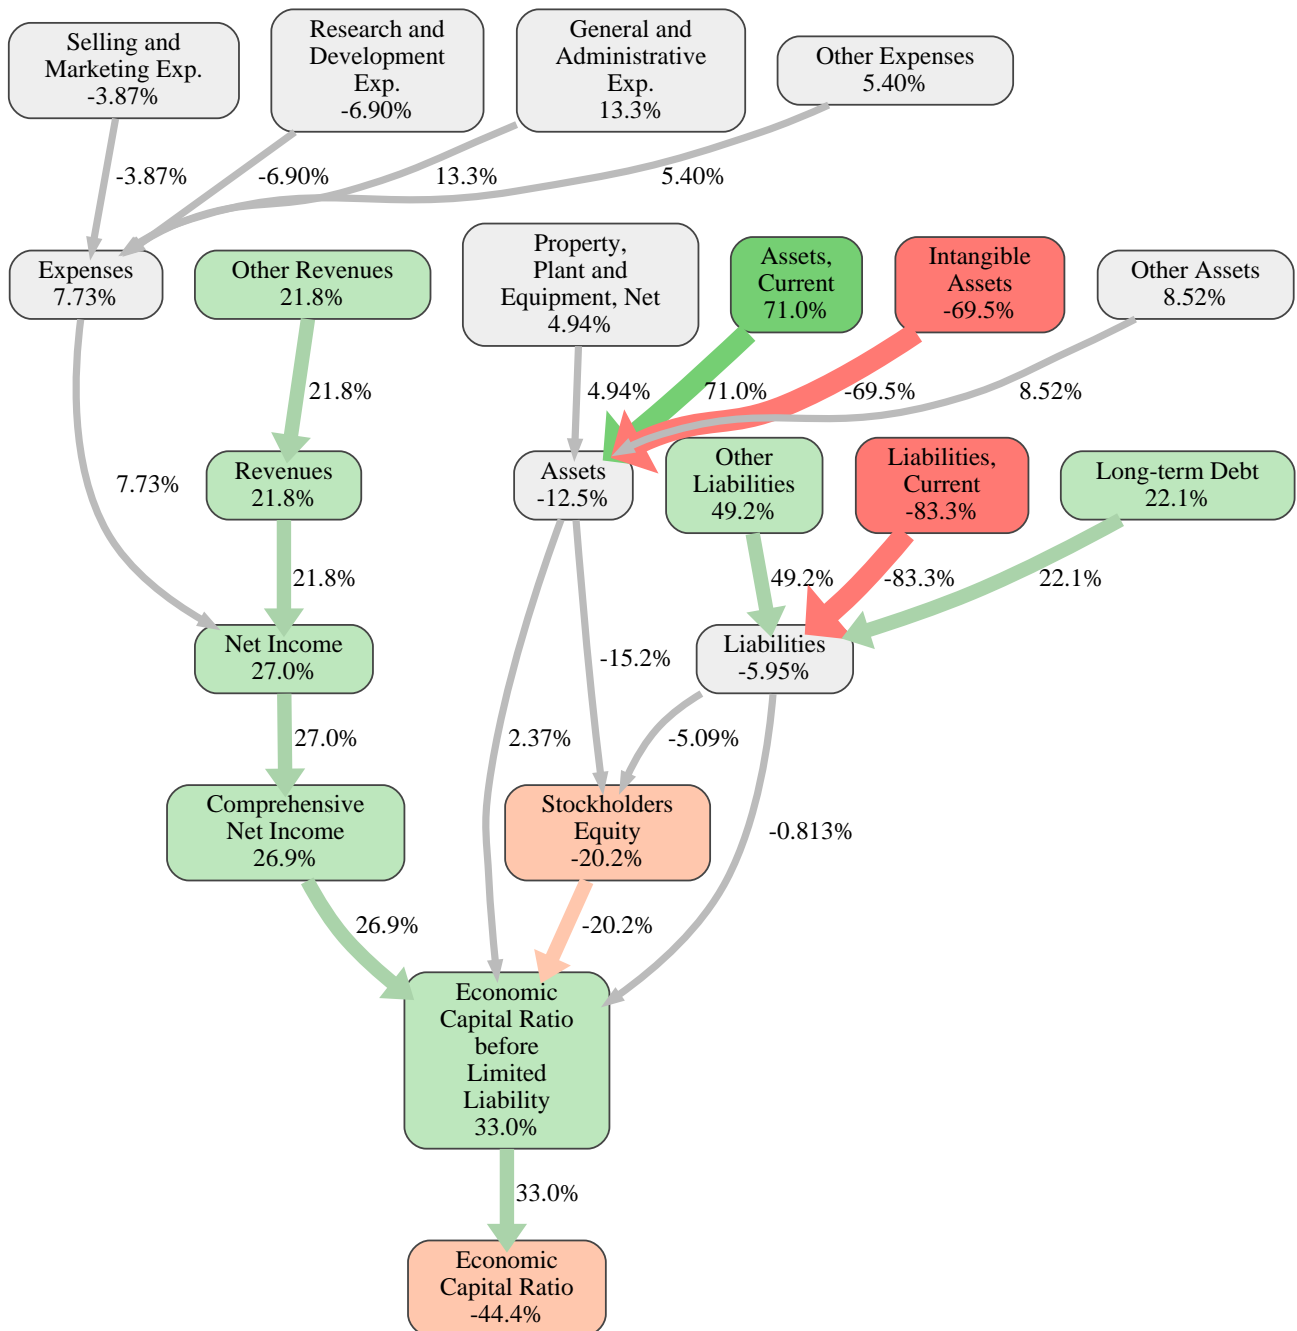 Selling and
Marketing Exp.
-3.87%
Research and
Development
Exp.
-6.90%
General and
Administrative
Exp.
13.3%
Other Expenses
5.40%
-3.87%
-6.90%
13.3%
5.40%
Expenses
7.73%
Other Revenues
21.8%
Property,
Plant and
Equipment, Net
4.94%
Assets,
Current
71.0%
Intangible
Assets
-69.5%
Other Assets
8.52%
21.8%
4.94%
71.0%
-69.5%
8.52%
7.73%
Revenues
21.8%
Assets
-12.5%
Other
Liabilities
49.2%
Liabilities,
Current
-83.3%
Long-term Debt
22.1%
21.8%
49.2%
-83.3%
22.1%
Net Income
27.0%
-15.2%
Liabilities
-5.95%
27.0%
2.37%
-5.09%
Comprehensive
Net Income
26.9%
Stockholders
Equity
-20.2%
-0.813%
26.9%
-20.2%
Economic
Capital Ratio
before
Limited
Liability
33.0%
33.0%
Economic
Capital Ratio
-44.4%